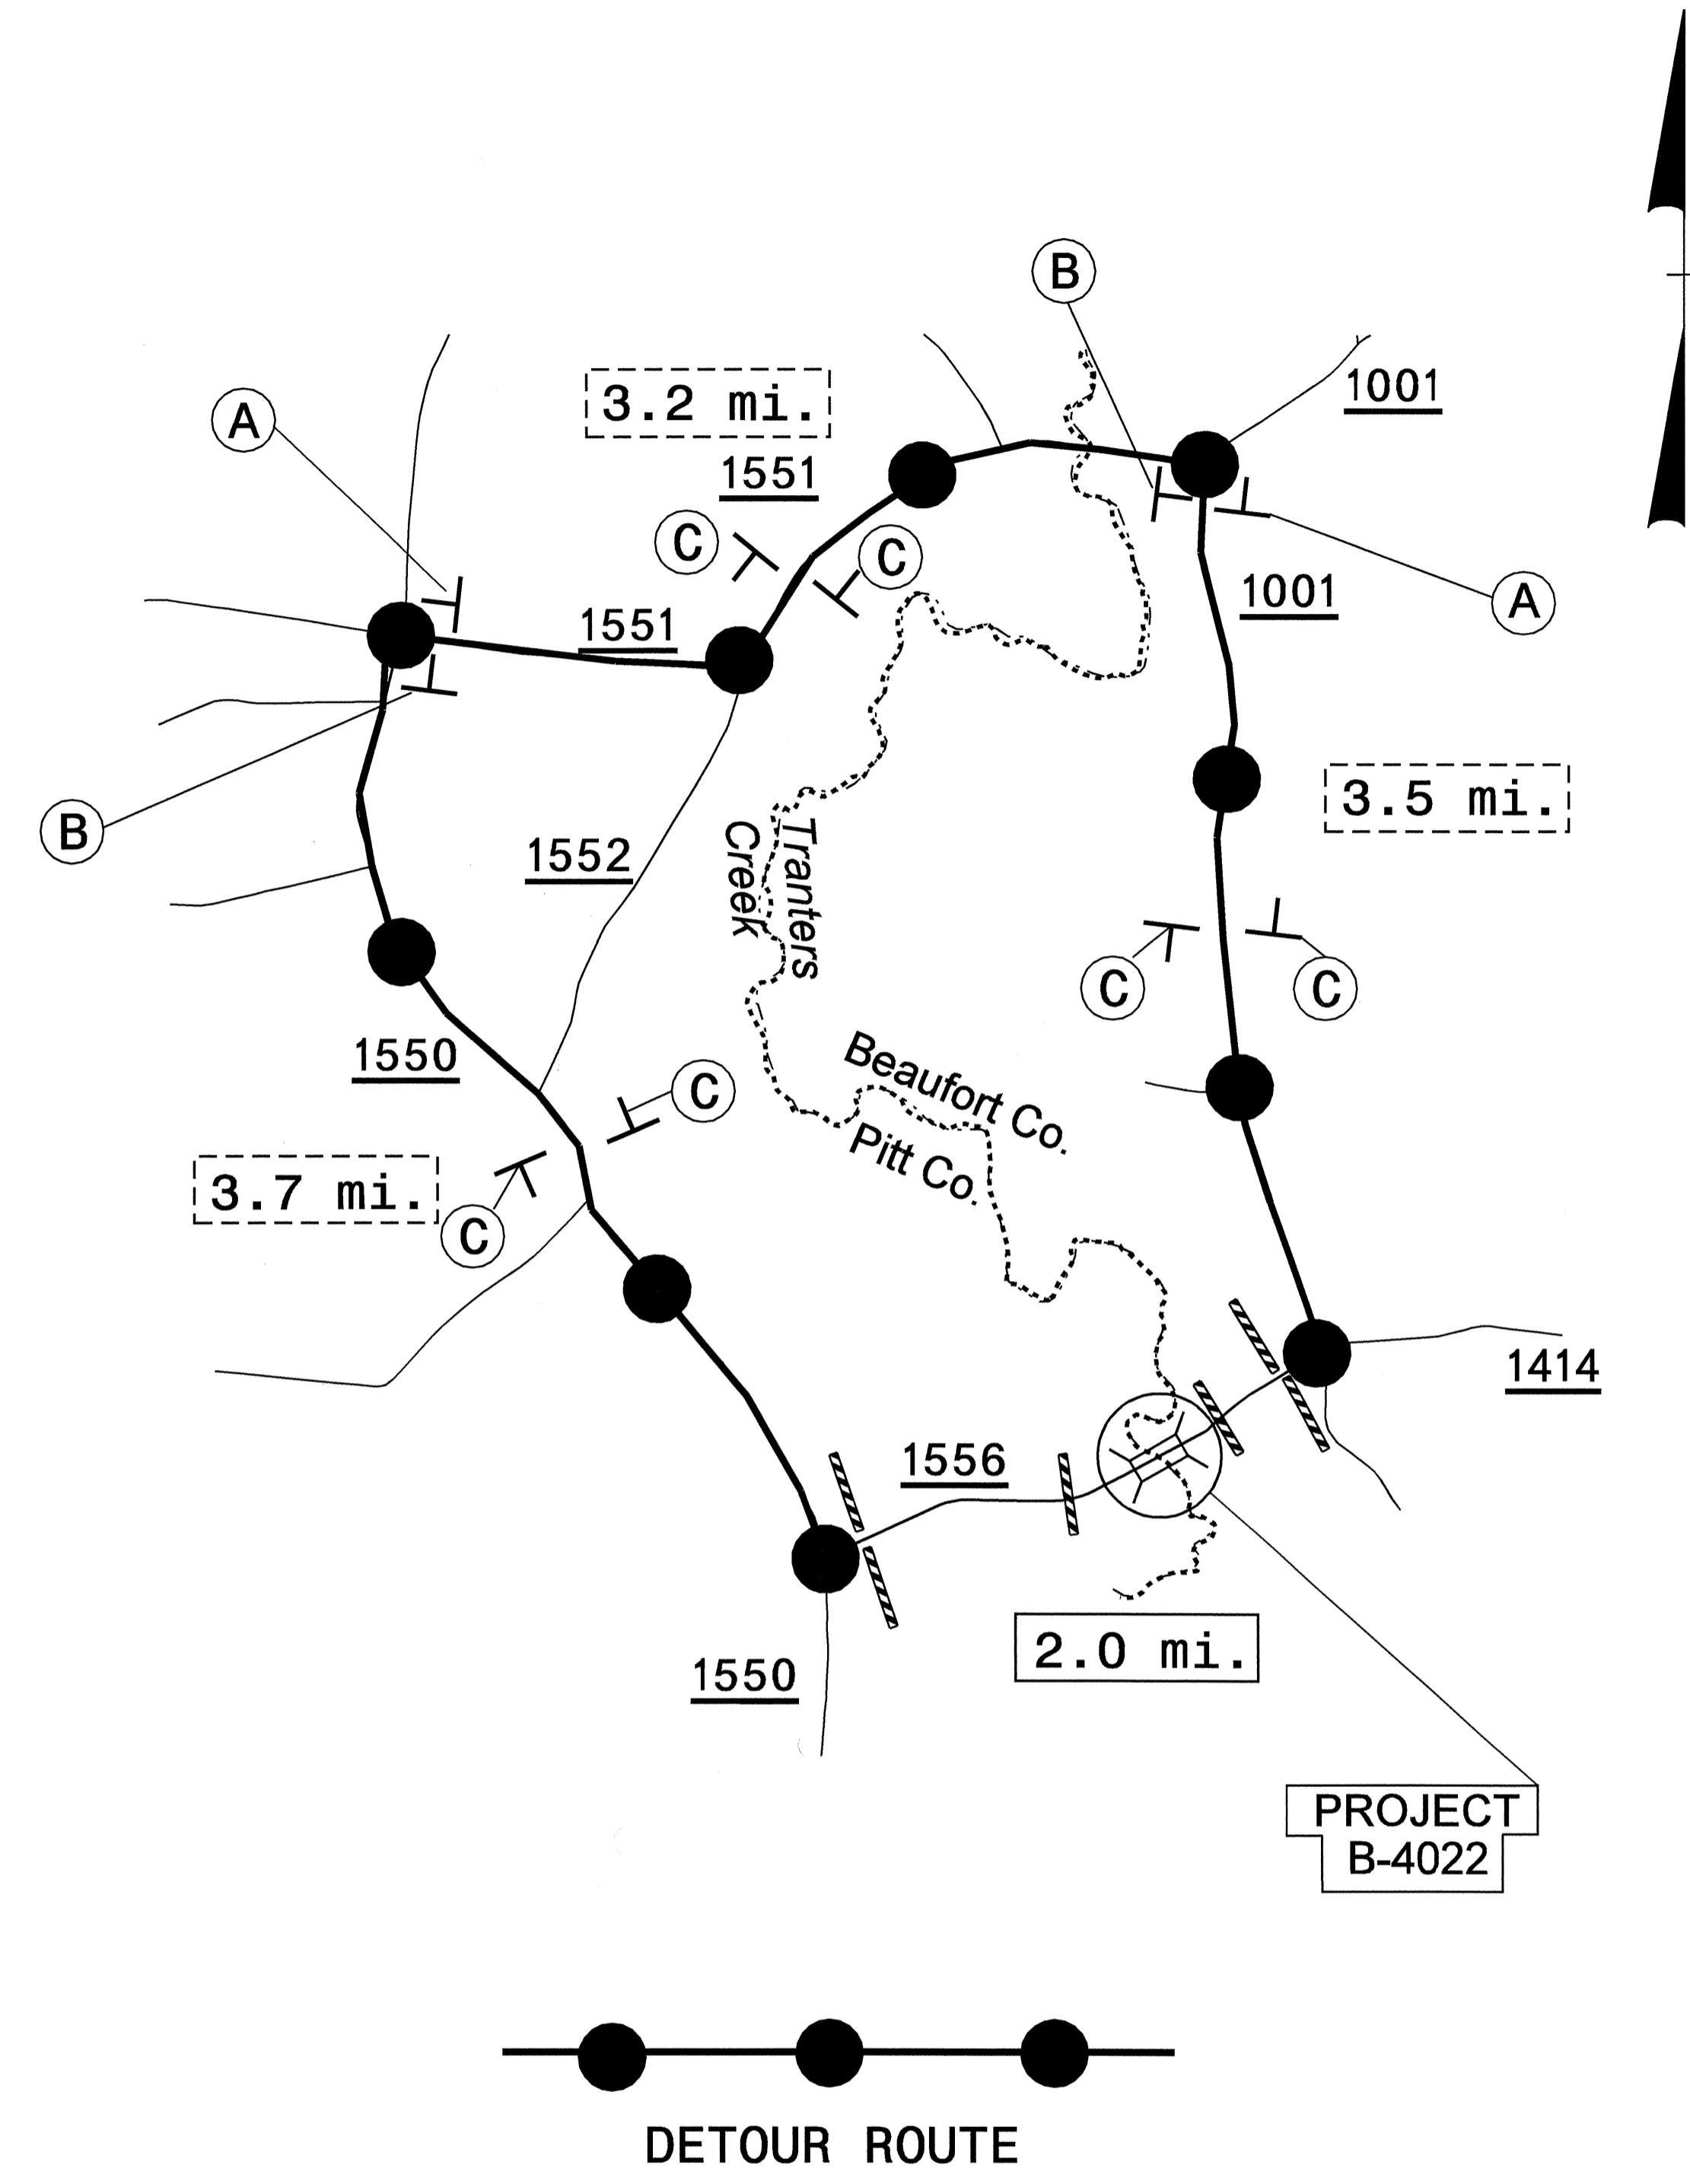 B
1001
3.2 mi.
A
1551
C
C
1001
A
1551
3.5 mi.
B
1552
Tranters
Creek
C
C
1550
Beaufort Co.
C
Pitt Co.
3.7 mi.
C
1414
1556
2.0 mi.
1550
PROJECT
B-4022
DETOUR ROUTE